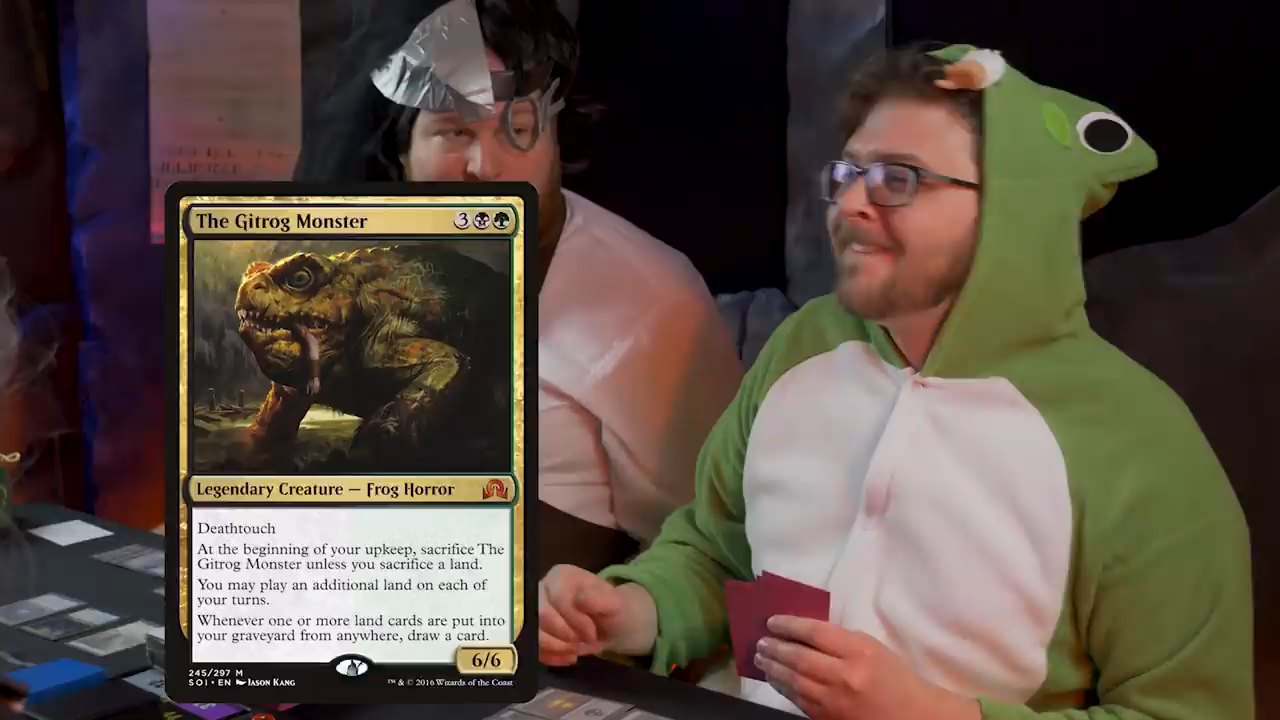 The Gitrog Monster 3
Legendary Creature — Frog Horror
Deathtouch
At the beginning of your upkeep, sacrifice The
Gitrog Monster unless you sacrifice a land.
You may play an additional land on each of
your turns.
Whenever one or more land cards are put into
your graveyard from anywhere, draw a card.
6/6
245/297 M
SOI • EN Jason Kang
™ & © 2016 Wizards of the Coast